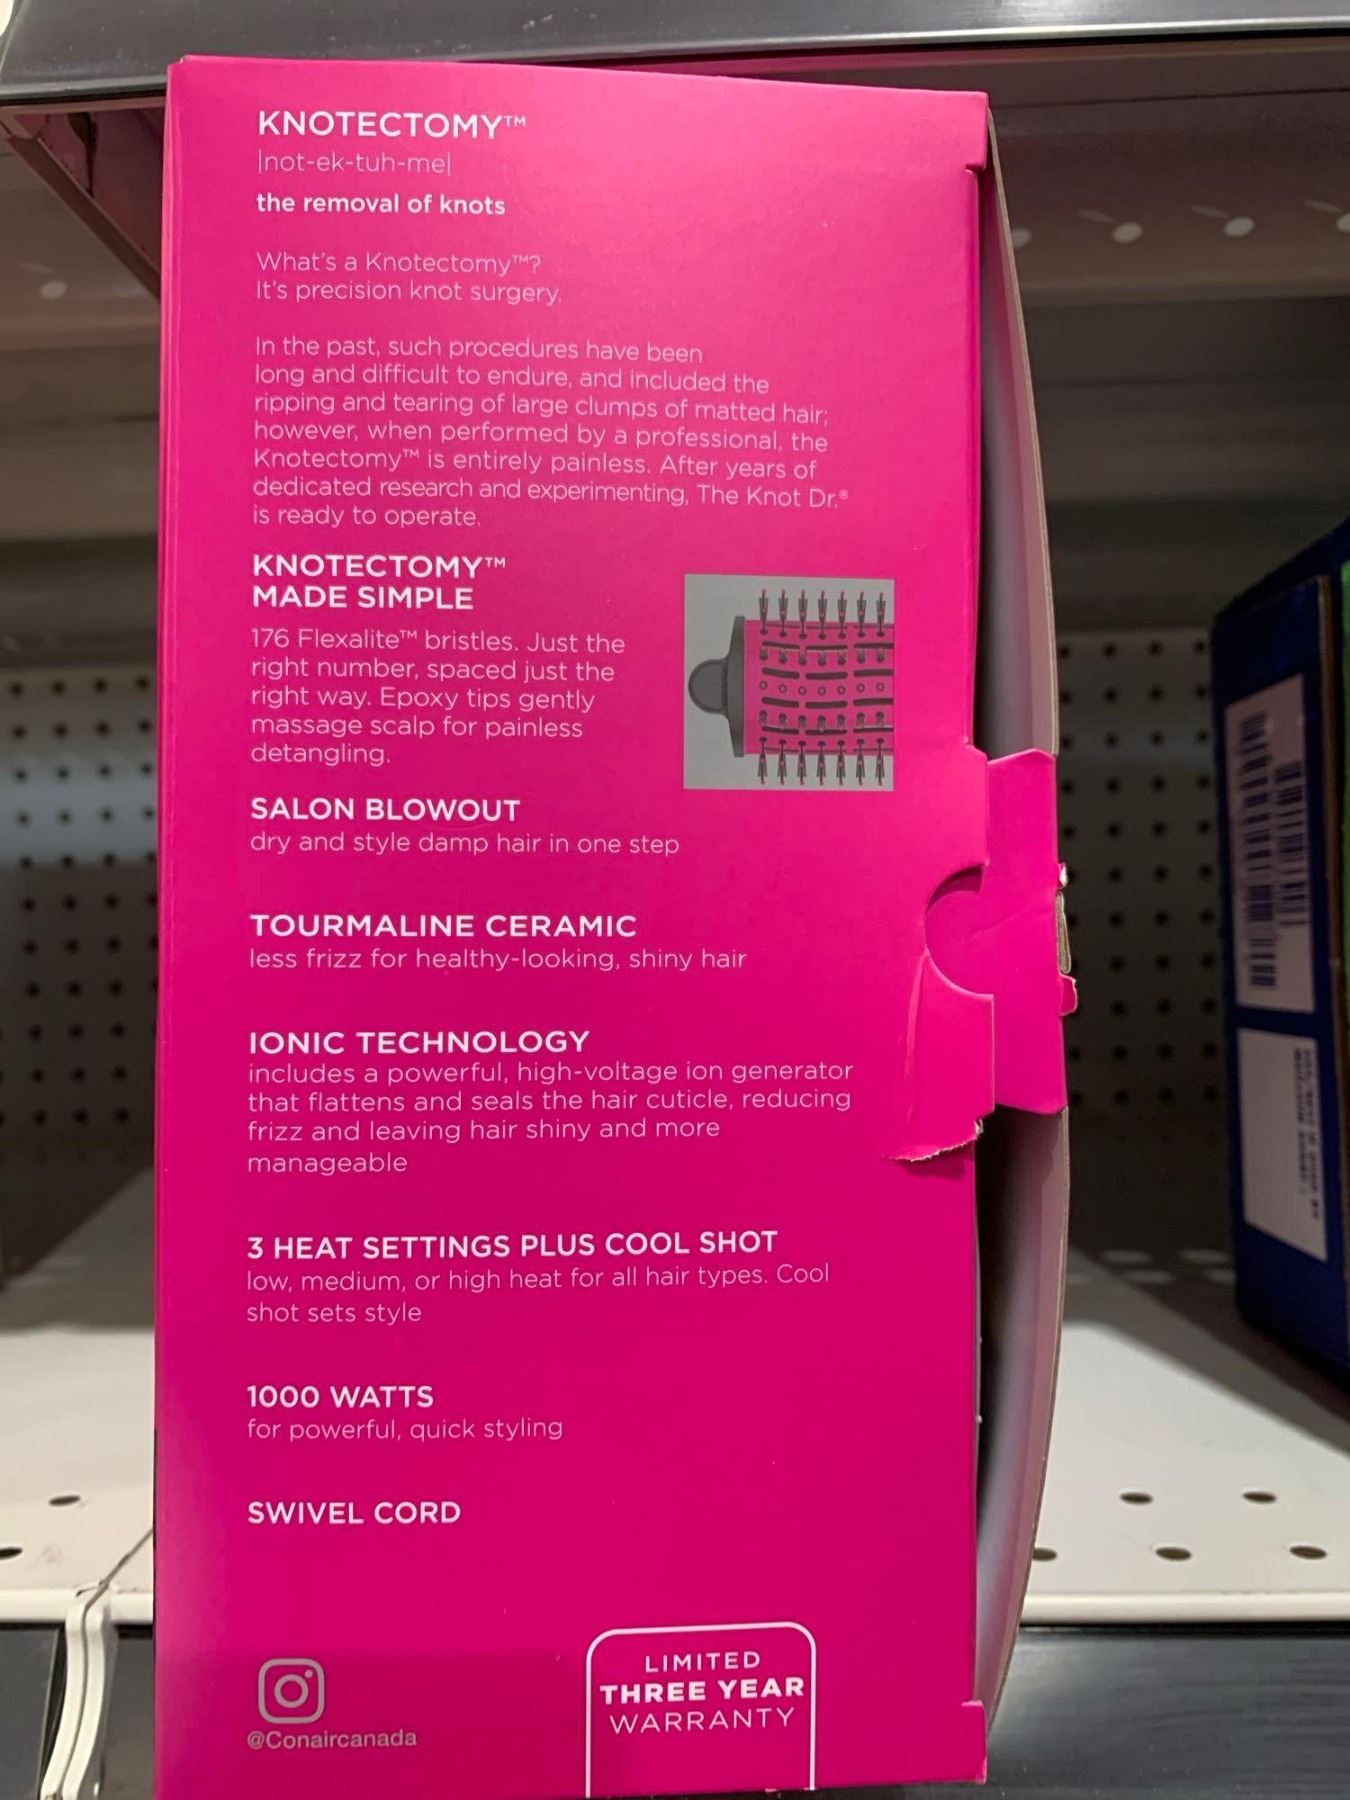 KNOTECTOMY™
|not-ek-tuh-me|
the removal of knots
What's a Knotectomy™?
It's precision knot surgery.
In the past, such procedures have been
long and difficult to endure, and included the
ripping and tearing of large clumps of matted hair;
however, when performed by a professional, the
Knotectomy™ is entirely painless. After years of
dedicated research and experimenting, The Knot Dr.®
is ready to operate.
KNOTECTOMY™
MADE SIMPLE
176 Flexalite™ bristles. Just the
right number, spaced just the
right way. Epoxy tips gently
massage scalp for painless
detangling.
SALON BLOWOUT
dry and style damp hair in one step
TOURMALINE CERAMIC
less frizz for healthy-looking, shiny hair
IONIC TECHNOLOGY
includes a powerful, high-voltage ion generator
that flattens and seals the hair cuticle, reducing
frizz and leaving hair shiny and more
manageable
3 HEAT SETTINGS PLUS COOL SHOT
low, medium, or high heat for all hair types. Cool
shot sets style
1000 WATTS
for powerful, quick styling
SWIVEL CORD
@Conaircanada
LIMITED
THREE YEAR
WARRANTY